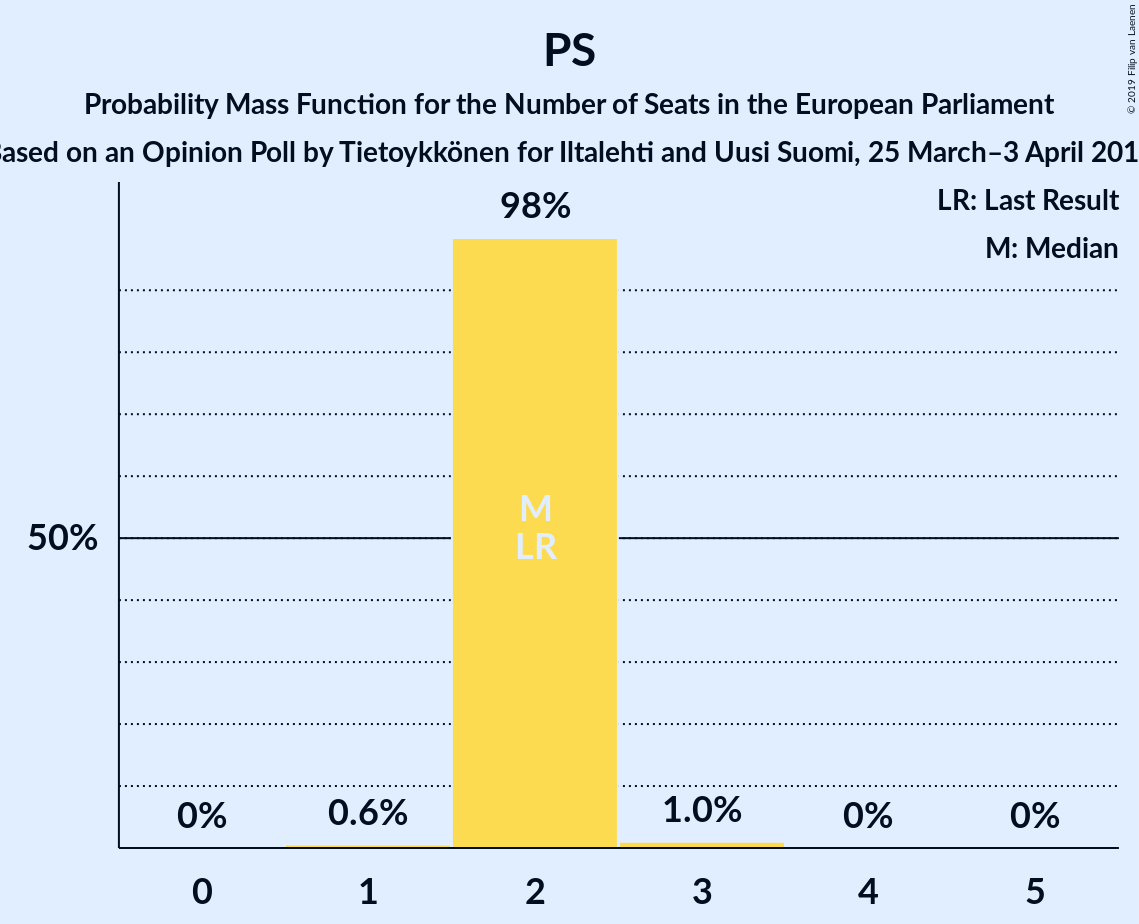 PS
Probability Mass Function for the Number of Seats in the European Parliament
ased on an Opinion Poll by Tietoykkönen for Iltalehti and Uusi Suomi, 25 March–3 April 201
© 2019 Filip van Laenen
LR: Last Result
M: Median
98%
50%
M
LR
0%
0.6%
1.0%
0%
0%
0
1
2
3
4
5